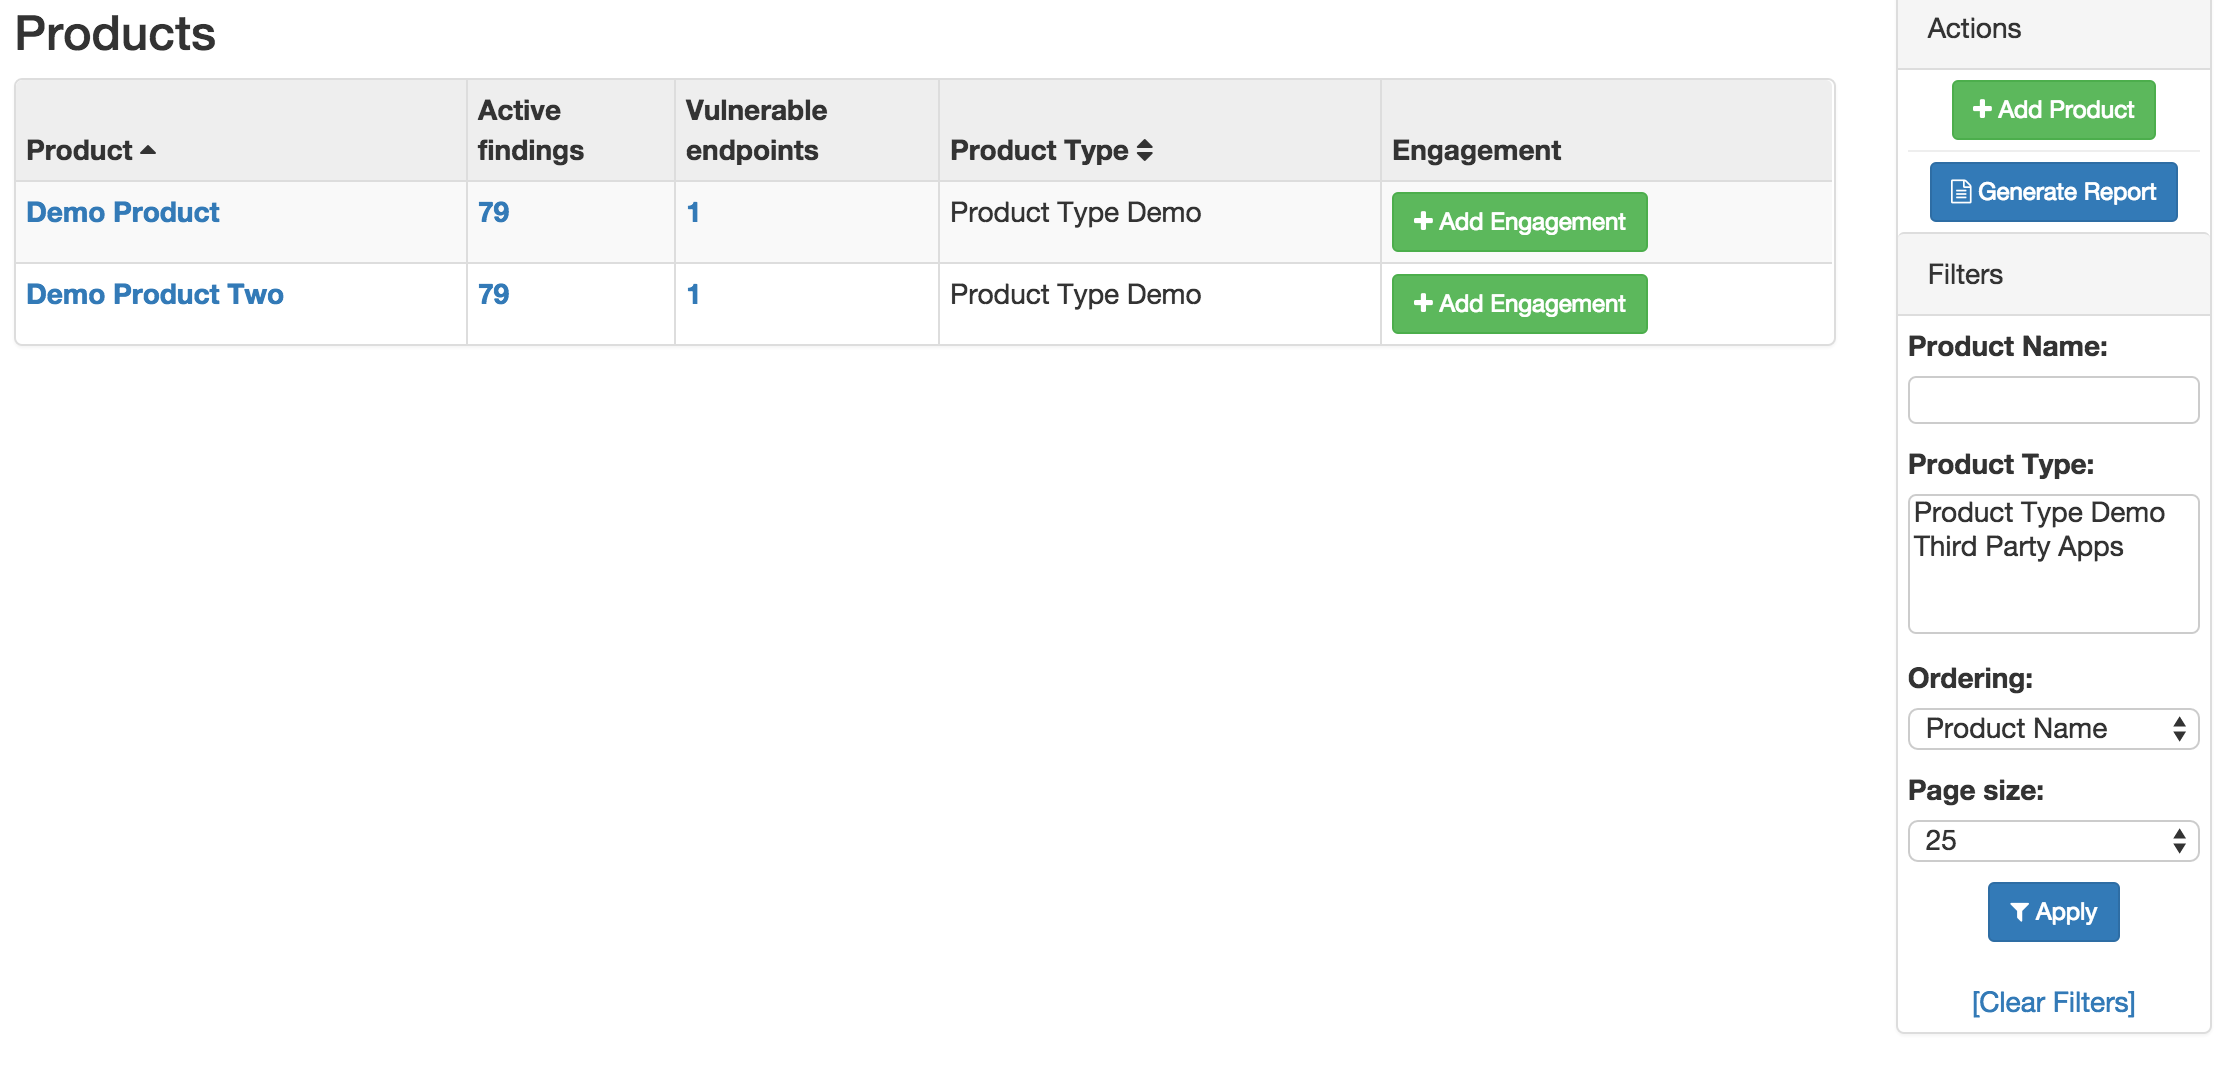 Products
Product
Active
findings
Vulnerable
endpoints
Product Type
Engagement
Demo Product
79
1
Product Type Demo
Add Engagement
Demo Product Two
79
1
Product Type Demo
Add Engagement
Actions
Add Product
Generate Report
Filters
Product Name:
Product Type:
Product Type Demo
Third Party Apps
Ordering:
Product Name
Page size:
25
Apply
[Clear Filters]